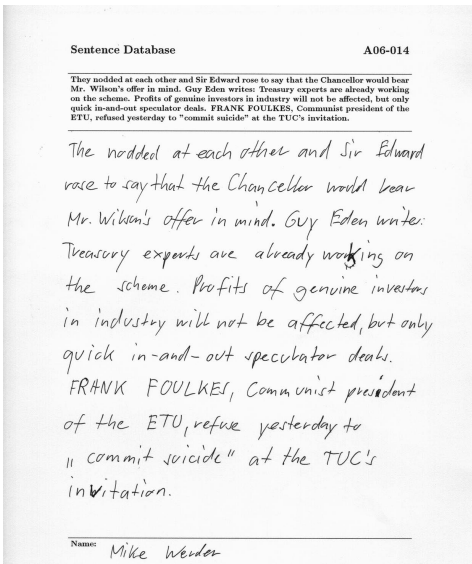 Sentence Database A06-014
They nodded at each other and Sir Edward rose to say that the Chancellor would bear
Mr. Wilson's offer in mind. Guy Eden writes: Treasury experts are already working
on the scheme. Profits of genuine investors in industry will not be affected, but only
quick in-and-out speculator deals. FRANK FOULKES, Communist president of the
ETU, refused yesterday to "commit suicide" at the TUC's invitation.
The nodded at each other and Sir Edward
rose to say that the Chancellor would bear
Mr. Wilson's offer in mind. Guy Eden writes:
Treasury experts are already working on
the scheme. Profits of genuine investors
in industry will not be affected, but only
quick in-and-out speculator deals.
FRANK FOULKES, Communist president
of the ETU, refuse yesterday to
„ commit suicide" at the TUC's
invitation.
Name: Mike Werder